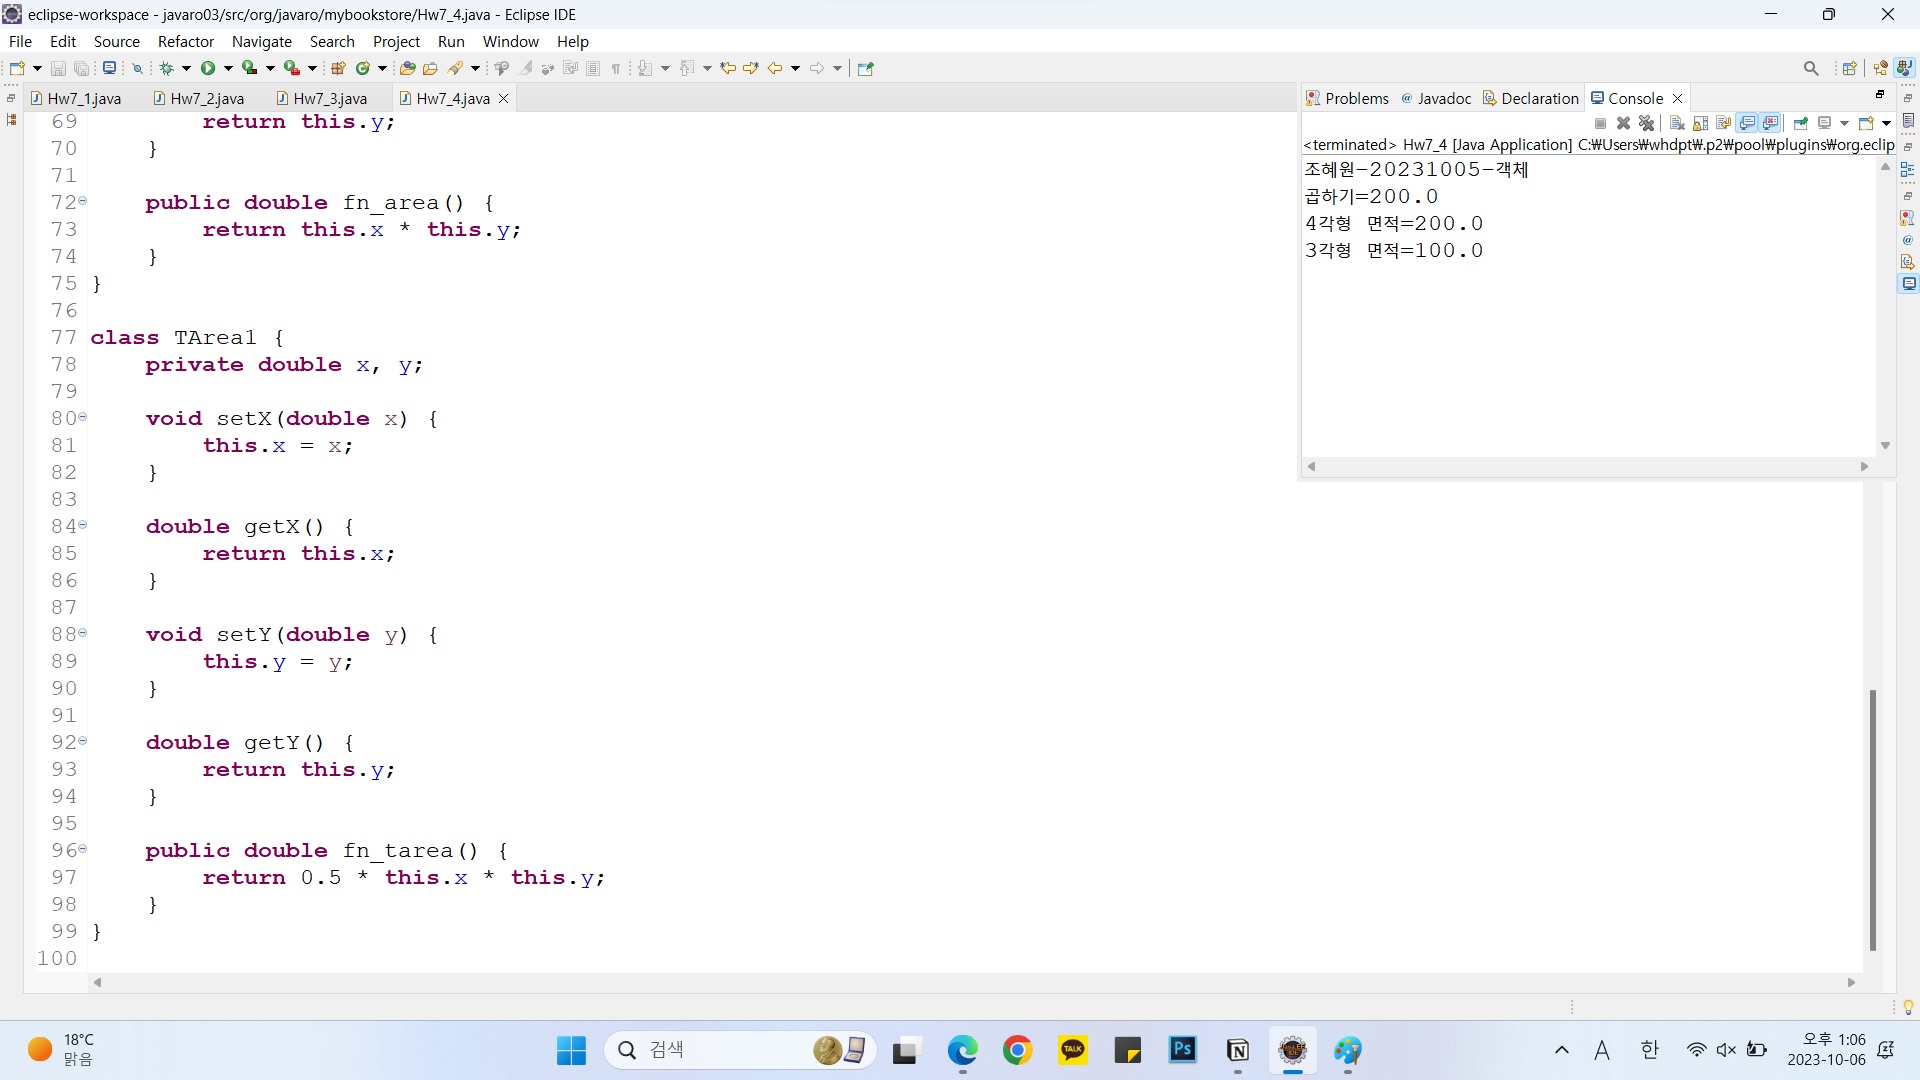 eclipse-workspace - javaro03/src/org/javaro/mybookstore/Hw7_4.java - Eclipse IDE
File Edit Source Refactor Navigate Search Project Run Window Help
Hw7_1.java Hw7_2.java Hw7_3.java Hw7_4.java
69 return this.y;
70 }
71
72 public double fn_area() {
73 return this.x * this.y;
74 }
75 }
76
77 class TArea1 {
78 private double x, y;
79
80 void setX(double x) {
81 this.x = x;
82 }
83
84 double getX() {
85 return this.x;
86 }
87
88 void setY(double y) {
89 this.y = y;
90 }
91
92 double getY() {
93 return this.y;
94 }
95
96 public double fn_tarea() {
97 return 0.5 * this.x * this.y;
98 }
99 }
100
Problems @ Javadoc Declaration Console
<terminated> Hw7_4 [Java Application] C:₩Users₩whdpt₩.p2₩pool₩plugins₩org.eclip
조혜원-20231005-객체
곱하기=200.0
4각형 면적=200.0
3각형 면적=100.0
18°C
맑음
검색
TALK
Ps
A 한
오후 1:06
2023-10-06